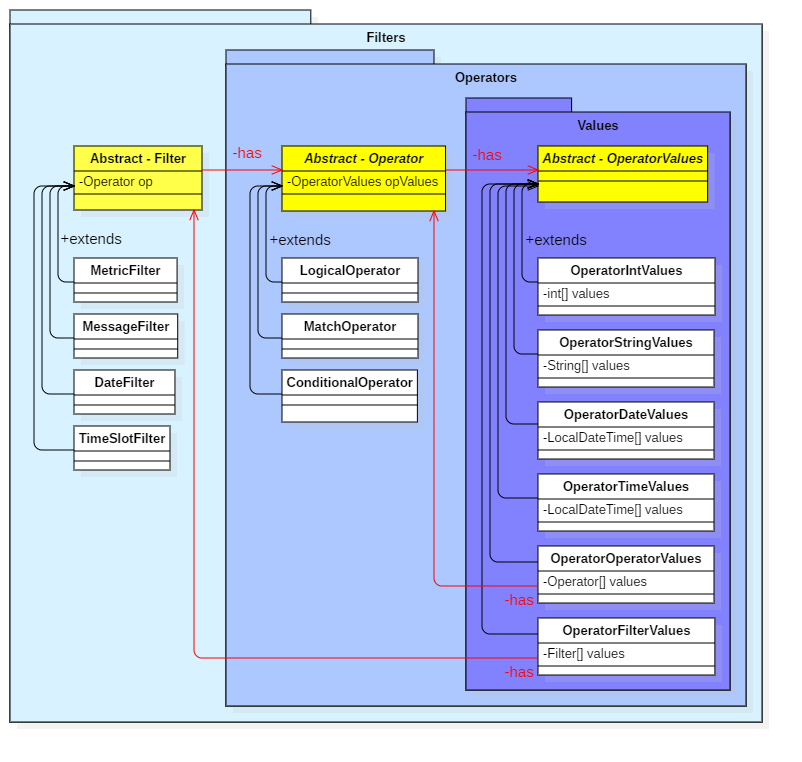 Filters
Operators
Values
Abstract - Filter
-Operator op
-has
Abstract - Operator
-OperatorValues opValues
-has
Abstract - OperatorValues
+extends
MetricFilter
MessageFilter
DateFilter
TimeSlotFilter
+extends
LogicalOperator
MatchOperator
ConditionalOperator
+extends
OperatorIntValues
-int[] values
OperatorStringValues
-String[] values
OperatorDateValues
-LocalDateTime[] values
OperatorTimeValues
-LocalDateTime[] values
OperatorOperatorValues
-Operator[] values
-has
OperatorFilterValues
-Filter[] values
-has